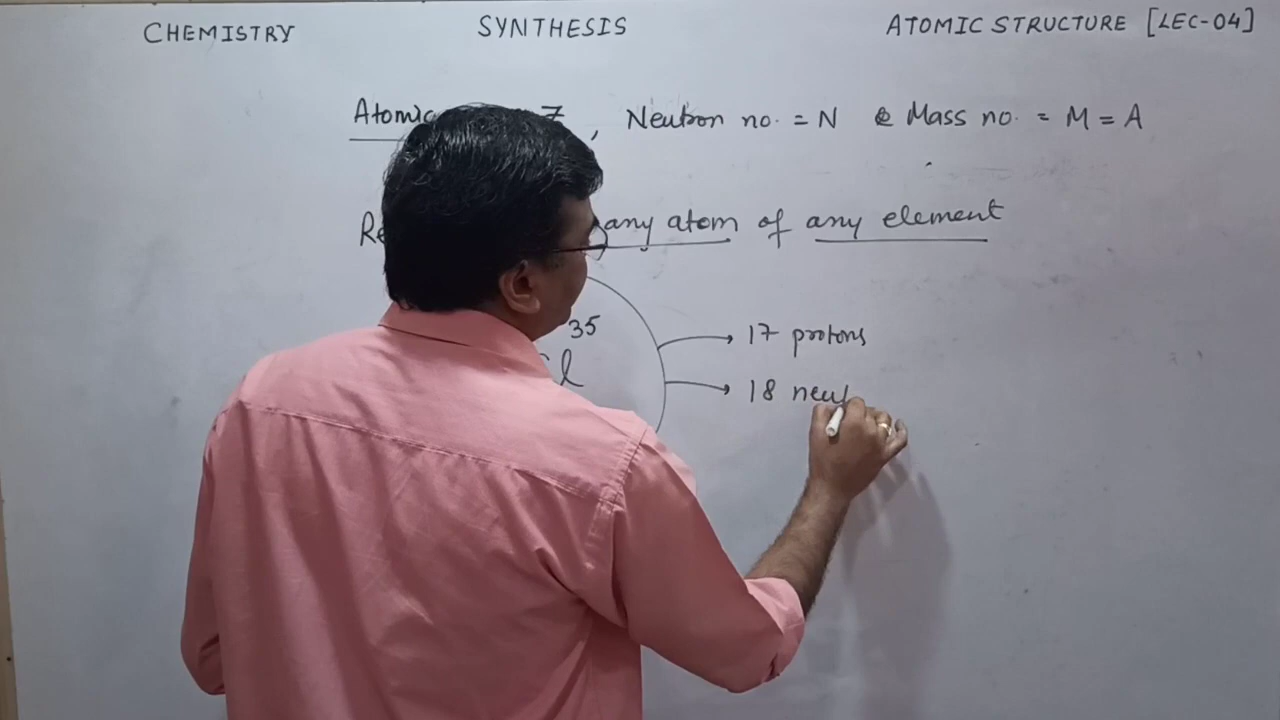 CHEMISTRY SYNTHESIS ATOMIC STRUCTURE [LEC-04]
Atomic Z, Neutron no. = N & Mass no. = M = A
any atom of any element
35
17 protons
l
18 neut